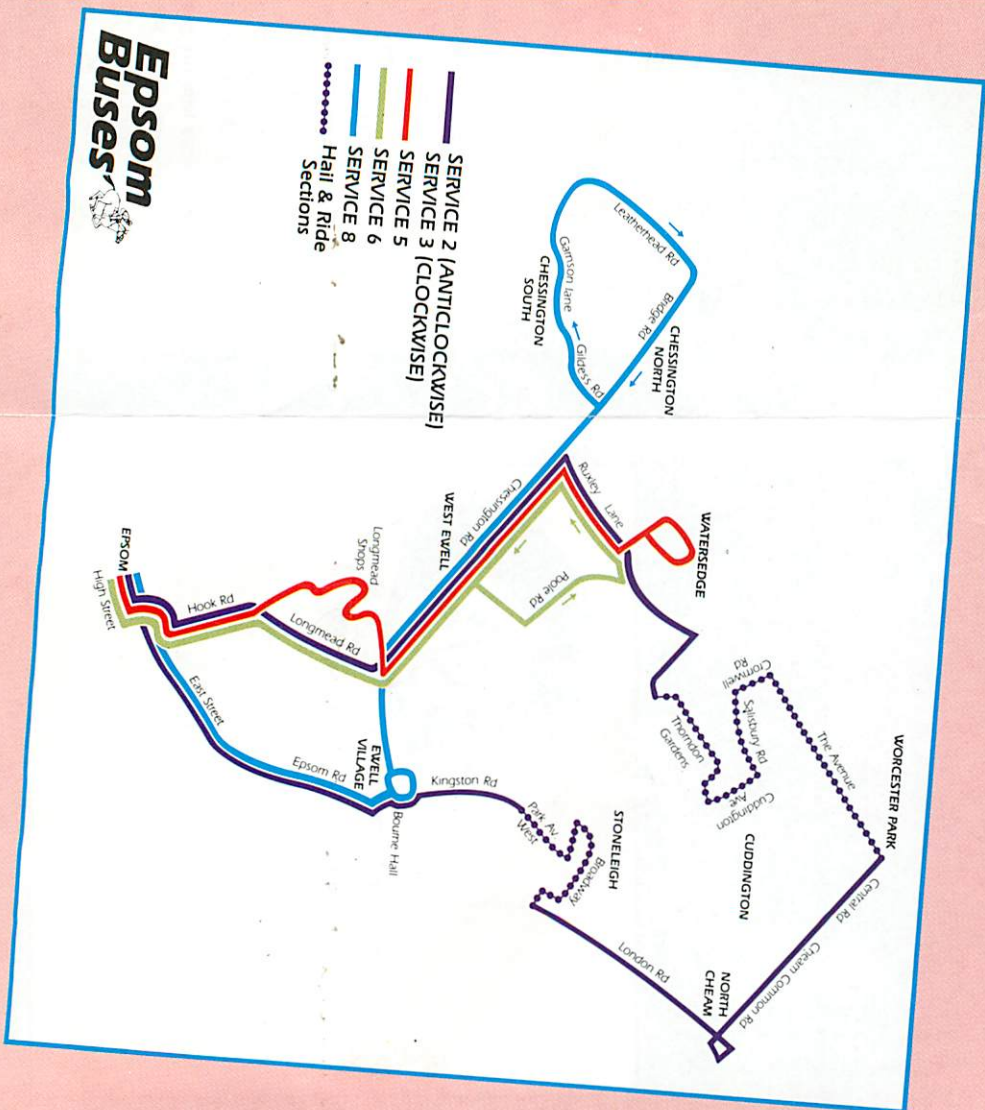 Epsom
Buses
SERVICE 2 (ANTICLOCKWISE)
SERVICE 3 (CLOCKWISE)
SERVICE 5
SERVICE 6
SERVICE 8
Hail & Ride
Sections
Leatherhead Rd
Bridge Rd
CHESSINGTON
NORTH
Garrison lane
Gildess Rd
CHESSINGTON
SOUTH
Ruxley
Lane
WATERSEDGE
Chessington Rd
WEST EWELL
Poole Rd
Longmead
Shops
EPSOM
High Street
Hook Rd
Longmead Rd
East Street
Epsom Rd
EWELL
VILLAGE
Bourne Hall
Kingston Rd
Park Av.
West
Broadway
STONELEIGH
London Rd
NORTH
CHEAM
Cheam Common Rd
Central Rd
WORCESTER PARK
The Avenue
Cromwell
Rd
Salisbury Rd
Cuddington
Ave
Thorndon
Gardens
CUDDINGTON